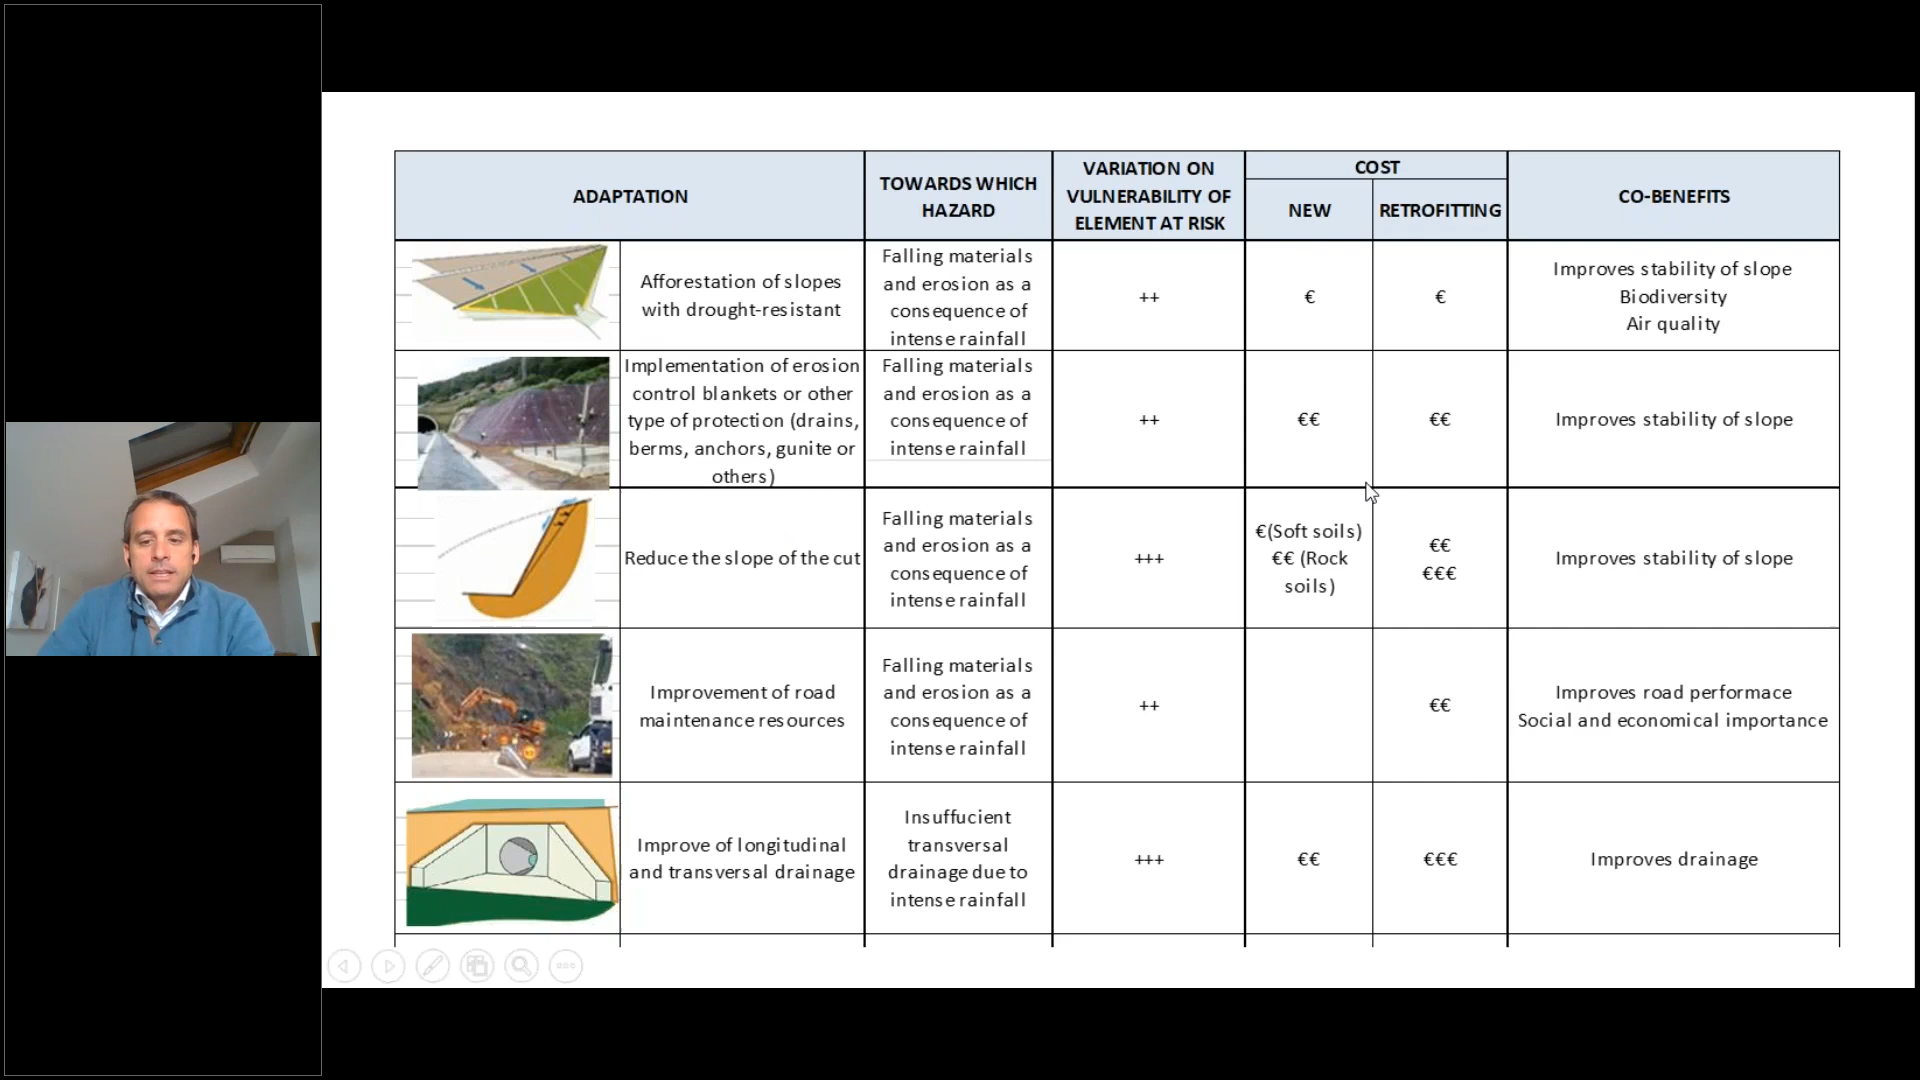 ADAPTATION
TOWARDS WHICH
HAZARD
VARIATION ON
VULNERABILITY OF
ELEMENT AT RISK
COST
NEW
RETROFITTING
CO-BENEFITS
Afforestation of slopes
with drought-resistant
Falling materials
and erosion as a
consequence of
intense rainfall
++
€
€
Improves stability of slope
Biodiversity
Air quality
Implementation of erosion
control blankets or other
type of protection (drains,
berms, anchors, gunite or
others)
Falling materials
and erosion as a
consequence of
intense rainfall
++
€€
€€
Improves stability of slope
Reduce the slope of the cut
Falling materials
and erosion as a
consequence of
intense rainfall
+++
€(Soft soils)
€€ (Rock
soils)
€€
€€€
Improves stability of slope
Improvement of road
maintenance resources
Falling materials
and erosion as a
consequence of
intense rainfall
++
€€
Improves road performace
Social and economical importance
Improve of longitudinal
and transversal drainage
Insuffucient
transversal
drainage due to
intense rainfall
+++
€€
€€€
Improves drainage